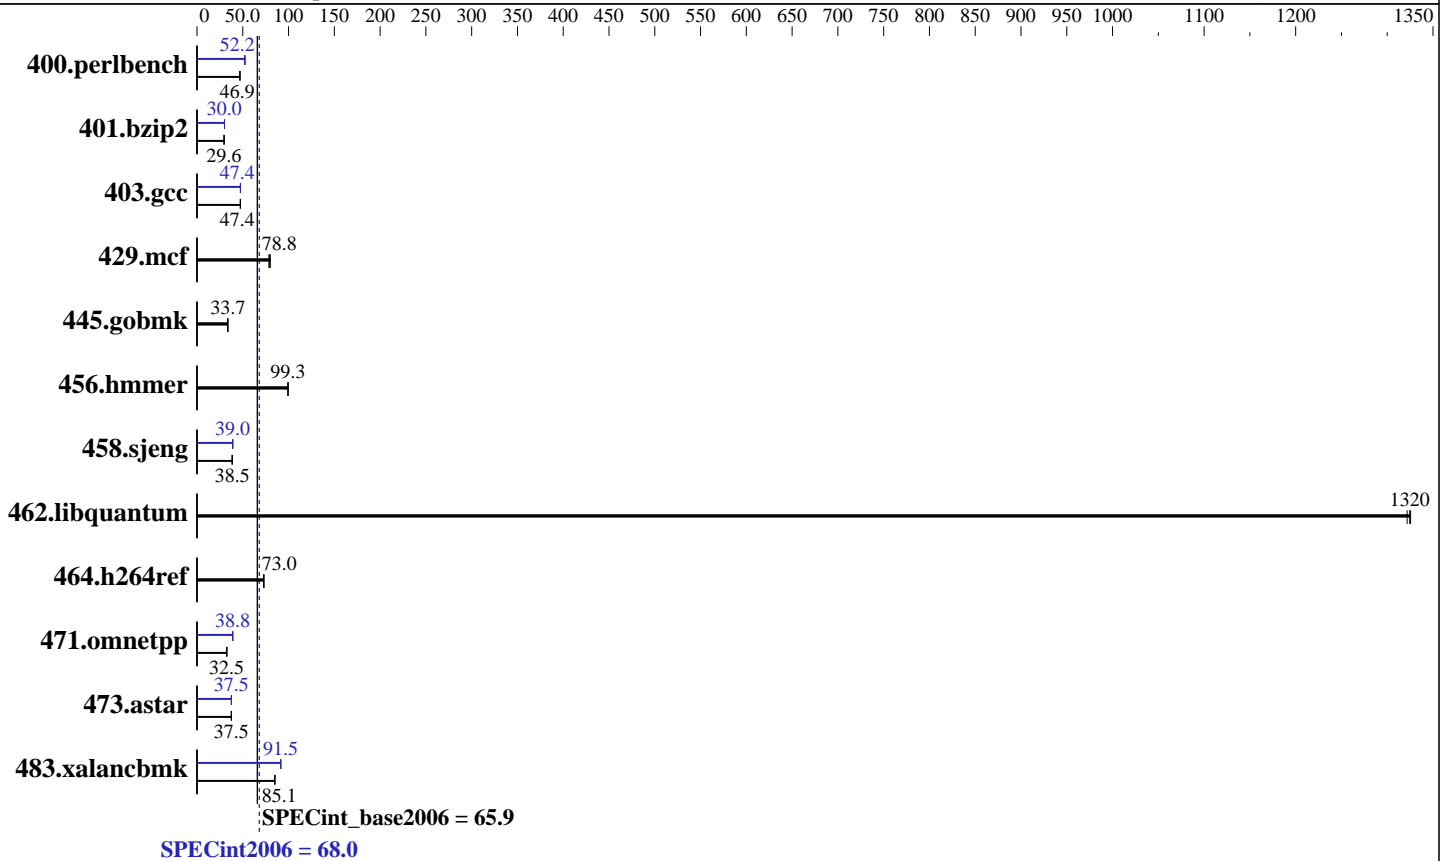 0 50.0 100 150 200 250 300 350 400 450 500 550 600 650 700 750 800 850 900 950 1000 1100 1200 1350
400.perlbench
52.2
46.9
401.bzip2
30.0
29.6
403.gcc
47.4
47.4
429.mcf
78.8
445.gobmk
33.7
456.hmmer
99.3
458.sjeng
39.0
38.5
462.libquantum
1320
464.h264ref
73.0
471.omnetpp
38.8
32.5
473.astar
37.5
37.5
483.xalancbmk
91.5
85.1
SPECint_base2006 = 65.9
SPECint2006 = 68.0